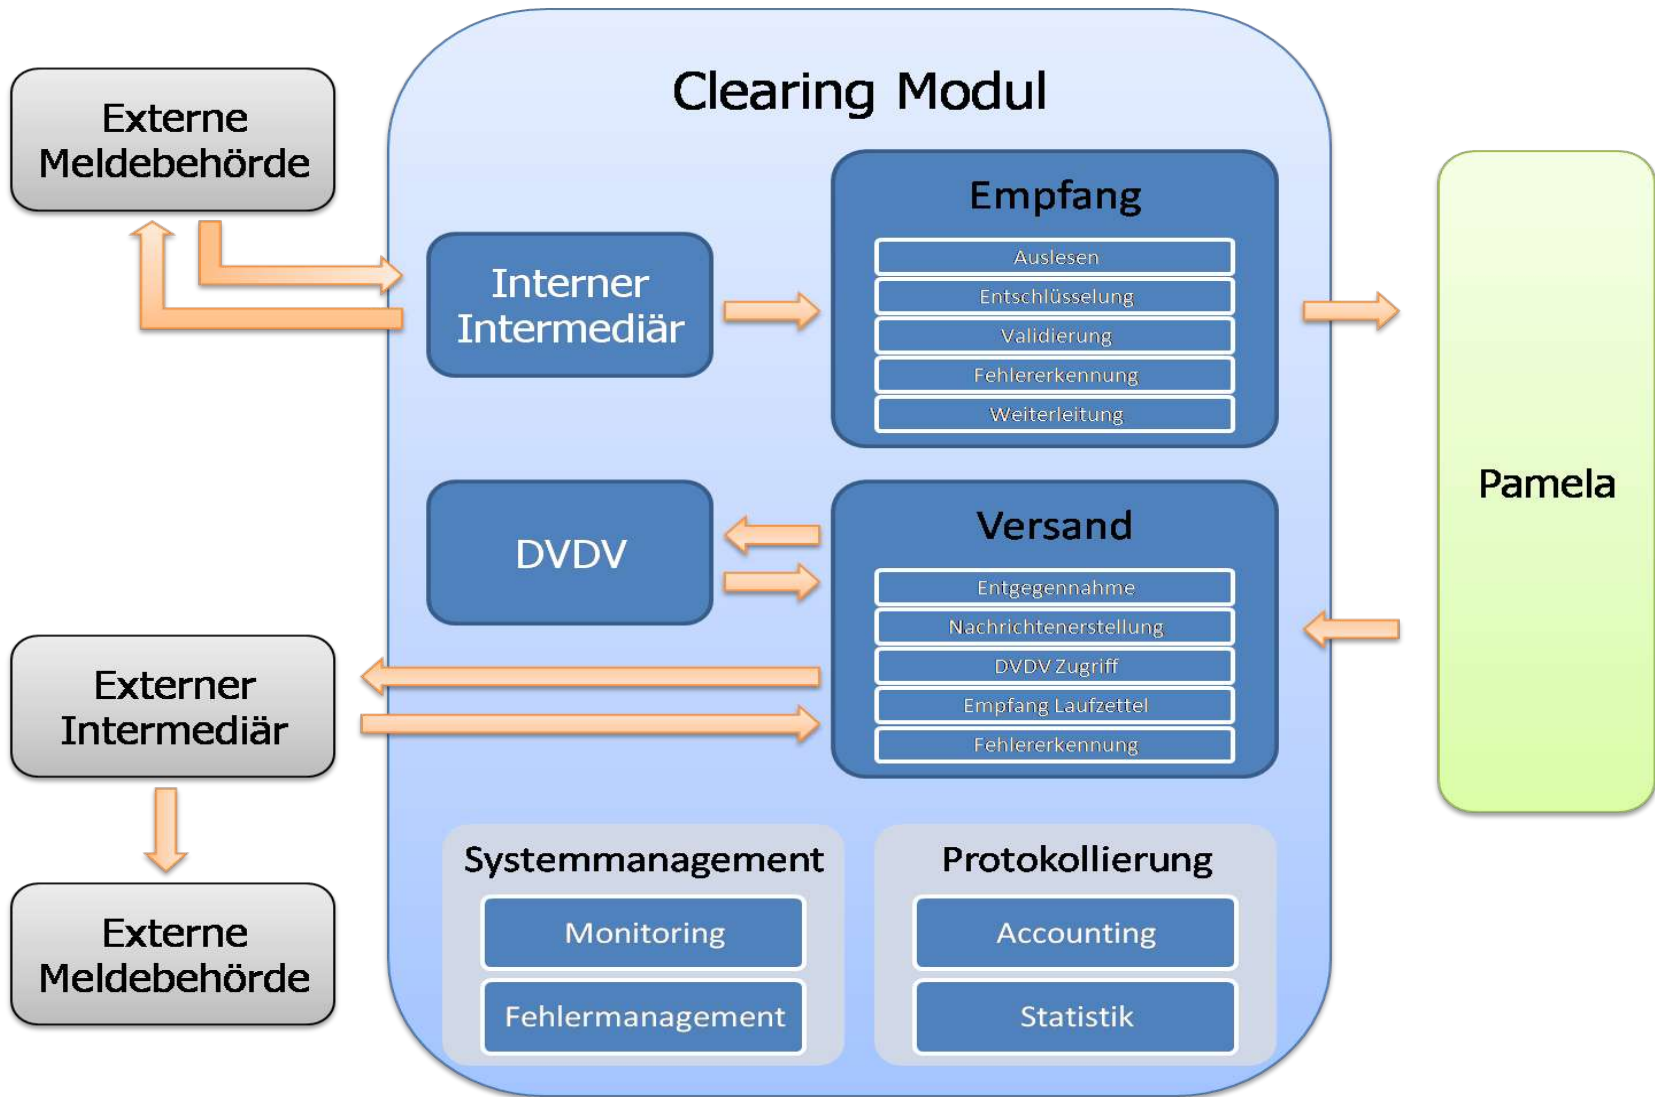 Clearing Modul
Externe
Meldebehörde
Interner
Intermediär
Empfang
Auslesen
Entschlüsselung
Validierung
Fehlererkennung
Weiterleitung
Pamela
DVDV
Versand
Entgegennahme
Nachrichtenerstellung
DVDV Zugriff
Empfang Laufzettel
Fehlererkennung
Externer
Intermediär
Externe
Meldebehörde
Systemmanagement
Monitoring
Fehlermanagement
Protokollierung
Accounting
Statistik